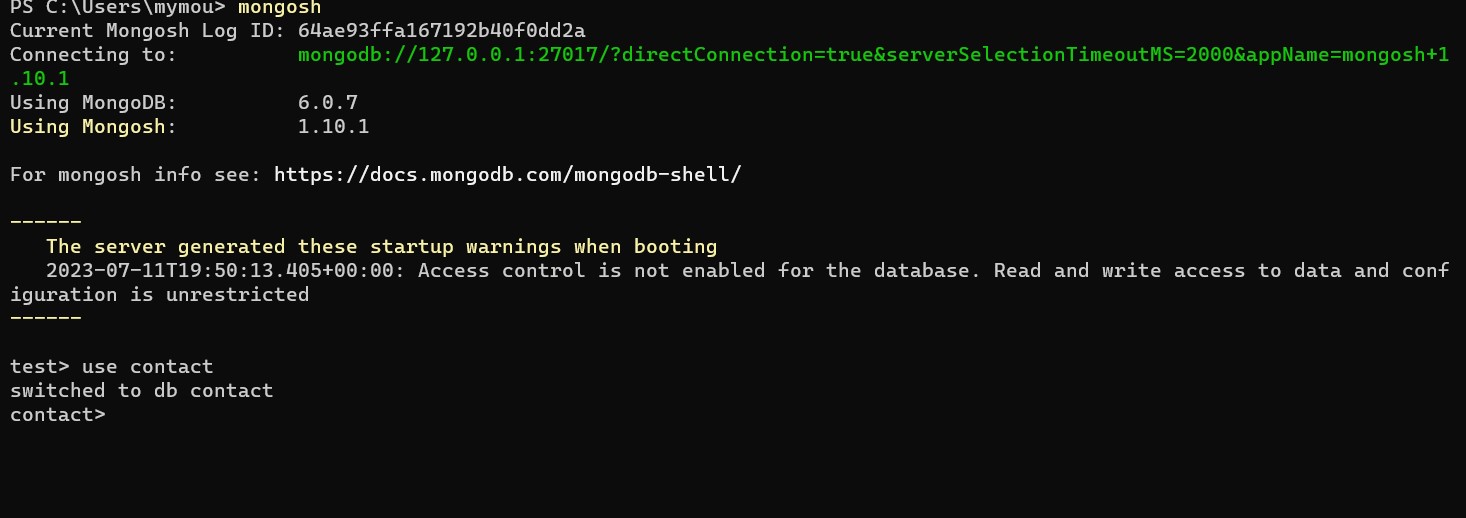 PS C:\Users\mymou> mongosh
Current Mongosh Log ID: 64ae93ffa167192b40f0dd2a
Connecting to:          mongodb://127.0.0.1:27017/?directConnection=true&serverSelectionTimeoutMS=2000&appName=mongosh+1
.10.1
Using MongoDB:          6.0.7
Using Mongosh:          1.10.1
For mongosh info see: https://docs.mongodb.com/mongodb-shell/
------
   The server generated these startup warnings when booting
   2023-07-11T19:50:13.405+00:00: Access control is not enabled for the database. Read and write access to data and conf
iguration is unrestricted
------
test> use contact
switched to db contact
contact>